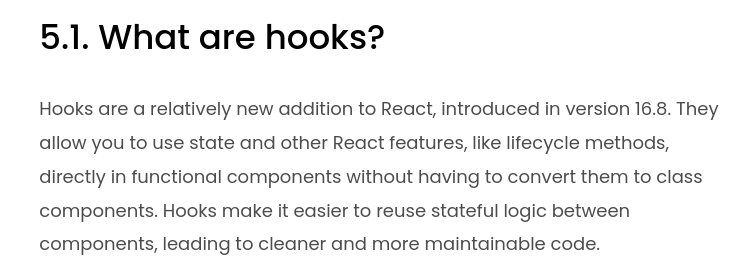 5.1. What are hooks?
Hooks are a relatively new addition to React, introduced in version 16.8. They
allow you to use state and other React features, like lifecycle methods,
directly in functional components without having to convert them to class
components. Hooks make it easier to reuse stateful logic between
components, leading to cleaner and more maintainable code.